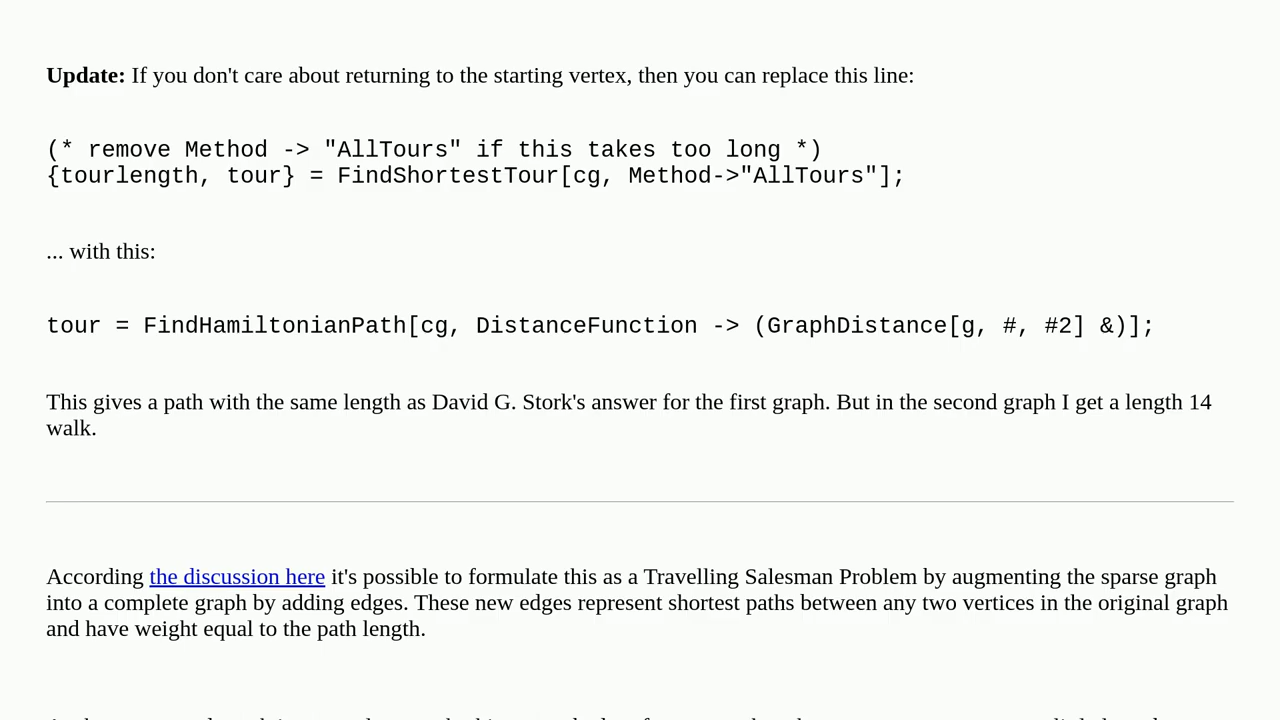 Update: If you don't care about returning to the starting vertex, then you can replace this line:
(* remove Method -> "AllTours" if this takes too long *)
{tourlength, tour} = FindShortestTour[cg, Method->"AllTours"];
... with this:
tour = FindHamiltonianPath[cg, DistanceFunction -> (GraphDistance[g, #, #2] &)];
This gives a path with the same length as David G. Stork's answer for the first graph. But in the second graph I get a length 14
walk.
According the discussion here it's possible to formulate this as a Travelling Salesman Problem by augmenting the sparse graph
into a complete graph by adding edges. These new edges represent shortest paths between any two vertices in the original graph
and have weight equal to the path length.